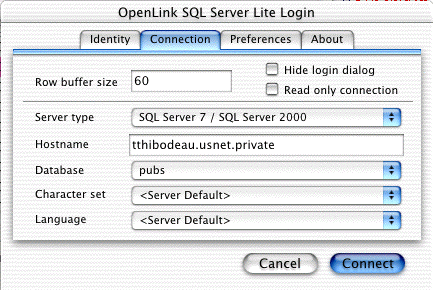 OpenLink SQL Server Lite Login
Identity Connection Preferences About
Row buffer size 60
Hide login dialog
Read only connection
Server type SQL Server 7 / SQL Server 2000
Hostname tthibodeau.usnet.private
Database pubs
Character set <Server Default>
Language <Server Default>
Cancel Connect